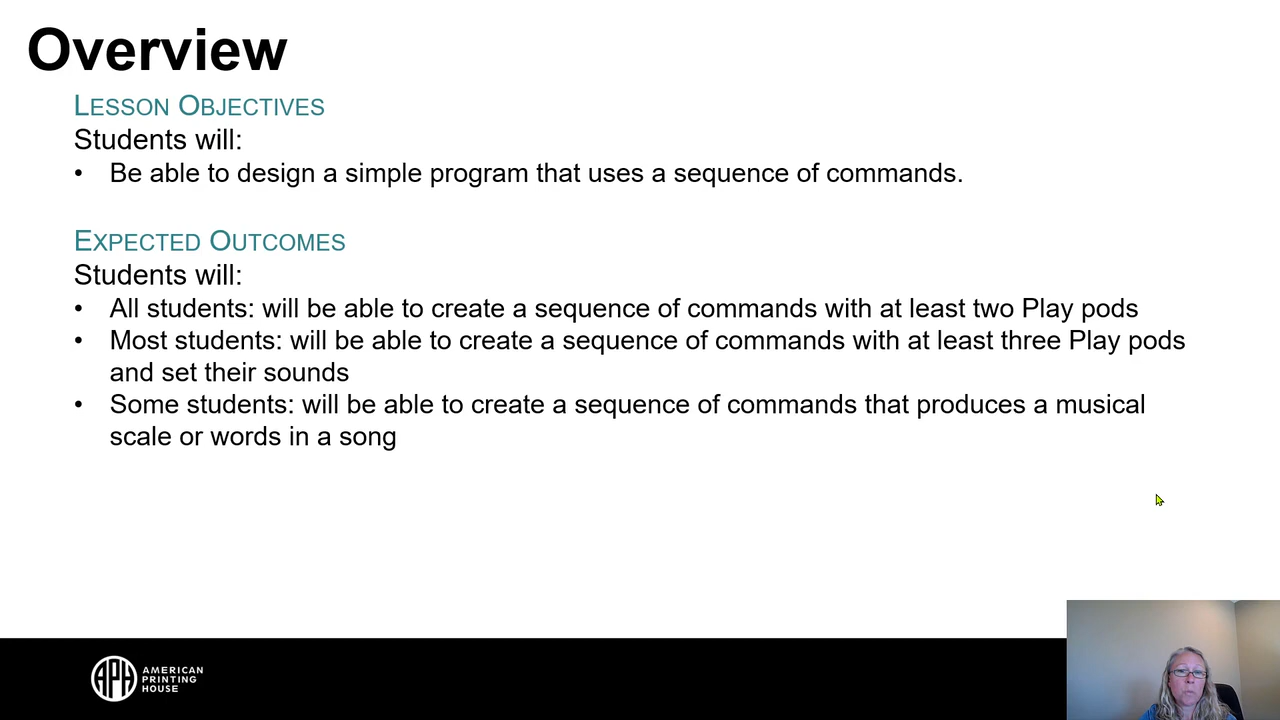 Overview
LESSON OBJECTIVES
Students will:
• Be able to design a simple program that uses a sequence of commands.
EXPECTED OUTCOMES
Students will:
• All students: will be able to create a sequence of commands with at least two Play pods
• Most students: will be able to create a sequence of commands with at least three Play pods
and set their sounds
• Some students: will be able to create a sequence of commands that produces a musical
scale or words in a song
APH
AMERICAN
PRINTING
HOUSE